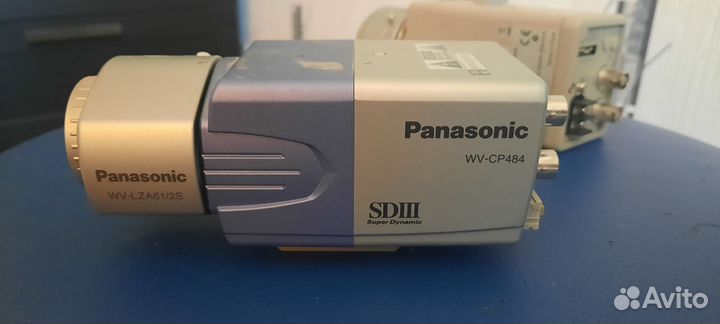 Panasonic
WV-LZA61/2S
Panasonic
WV-CP484
SDIII
Super Dynamic
Avito